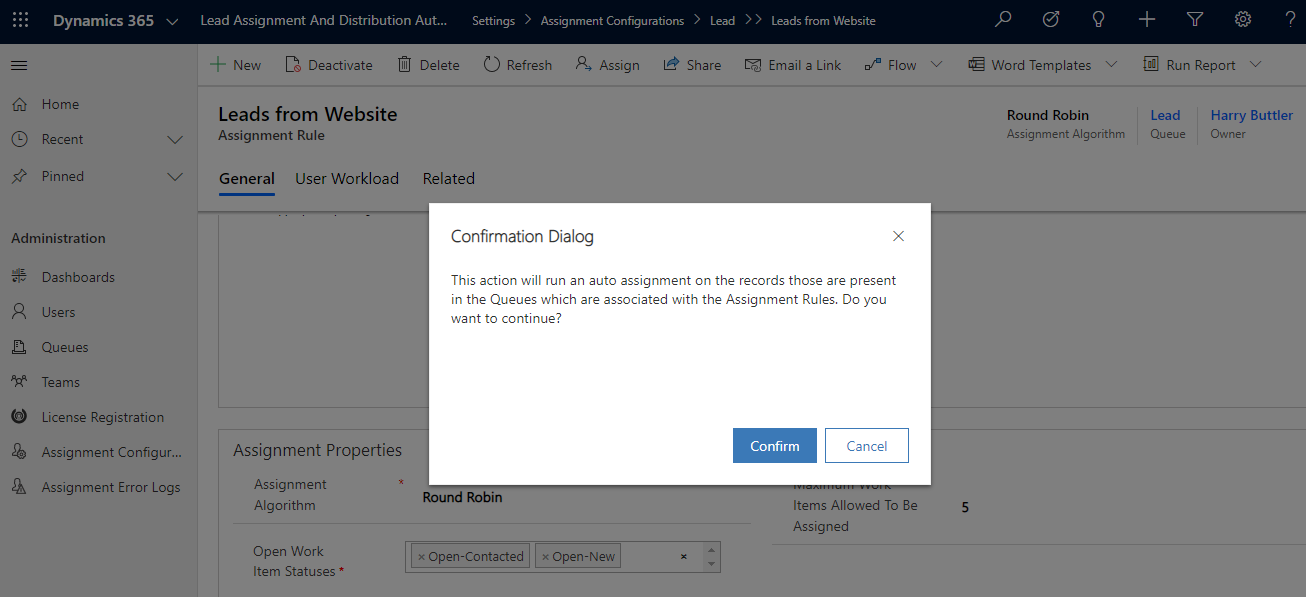 Dynamics 365 Lead Assignment And Distribution Aut... Settings Assignment Configurations Lead Leads from Website ?
New Deactivate Delete Refresh Assign Share Email a Link Flow Word Templates Run Report
Home
Recent
Pinned
Administration
Dashboards
Users
Queues
Teams
License Registration
Assignment Configur...
Assignment Error Logs
Leads from Website
Assignment Rule
Round Robin
Assignment Algorithm
Lead
Queue
Harry Buttler
Owner
General User Workload Related
Confirmation Dialog
This action will run an auto assignment on the records those are present
in the Queues which are associated with the Assignment Rules. Do you
want to continue?
Confirm Cancel
Assignment Properties
Assignment *
Algorithm
Round Robin
Maximum Work
Items Allowed To Be
Assigned
5
Open Work
Item Statuses *
× Open-Contacted × Open-New ×